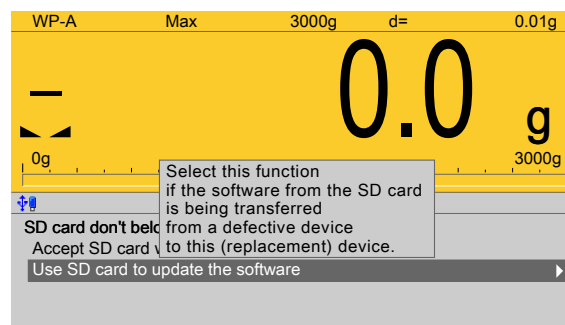 WP-A Max 3000g d= 0.01g
– 0.0 g
0g 3000g
Select this function
if the software from the SD card
is being transferred
from a defective device
to this (replacement) device.
SD card don't
Accept SD card
Use SD card to update the software